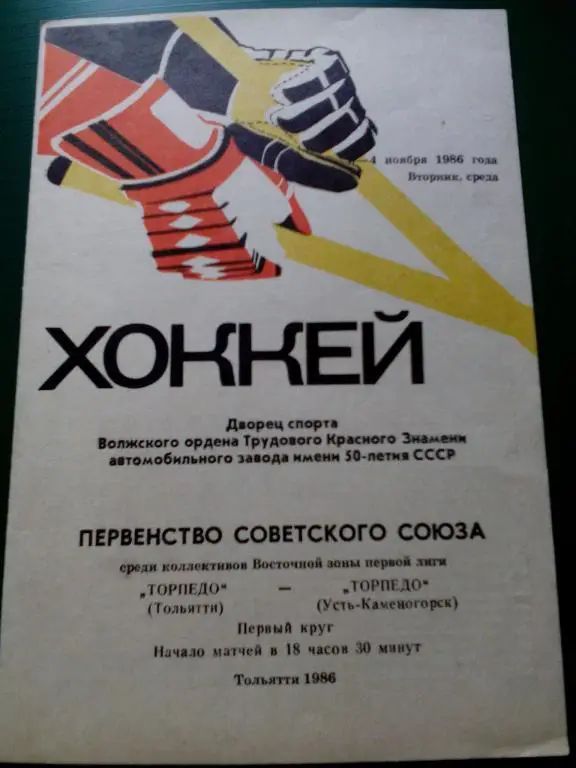 4 ноября 1986 года
Вторник, среда
ХОККЕЙ
Дворец спорта
Волжского ордена Трудового Красного Знамени
автомобильного завода имени 50-летия СССР
ПЕРВЕНСТВО СОВЕТСКОГО СОЮЗА
среди коллективов Восточной зоны первой лиги
„ТОРПЕДО“ — „ТОРПЕДО“
(Тольятти) (Усть-Каменогорск)
Первый круг
Начало матчей в 18 часов 30 минут
Тольятти 1986